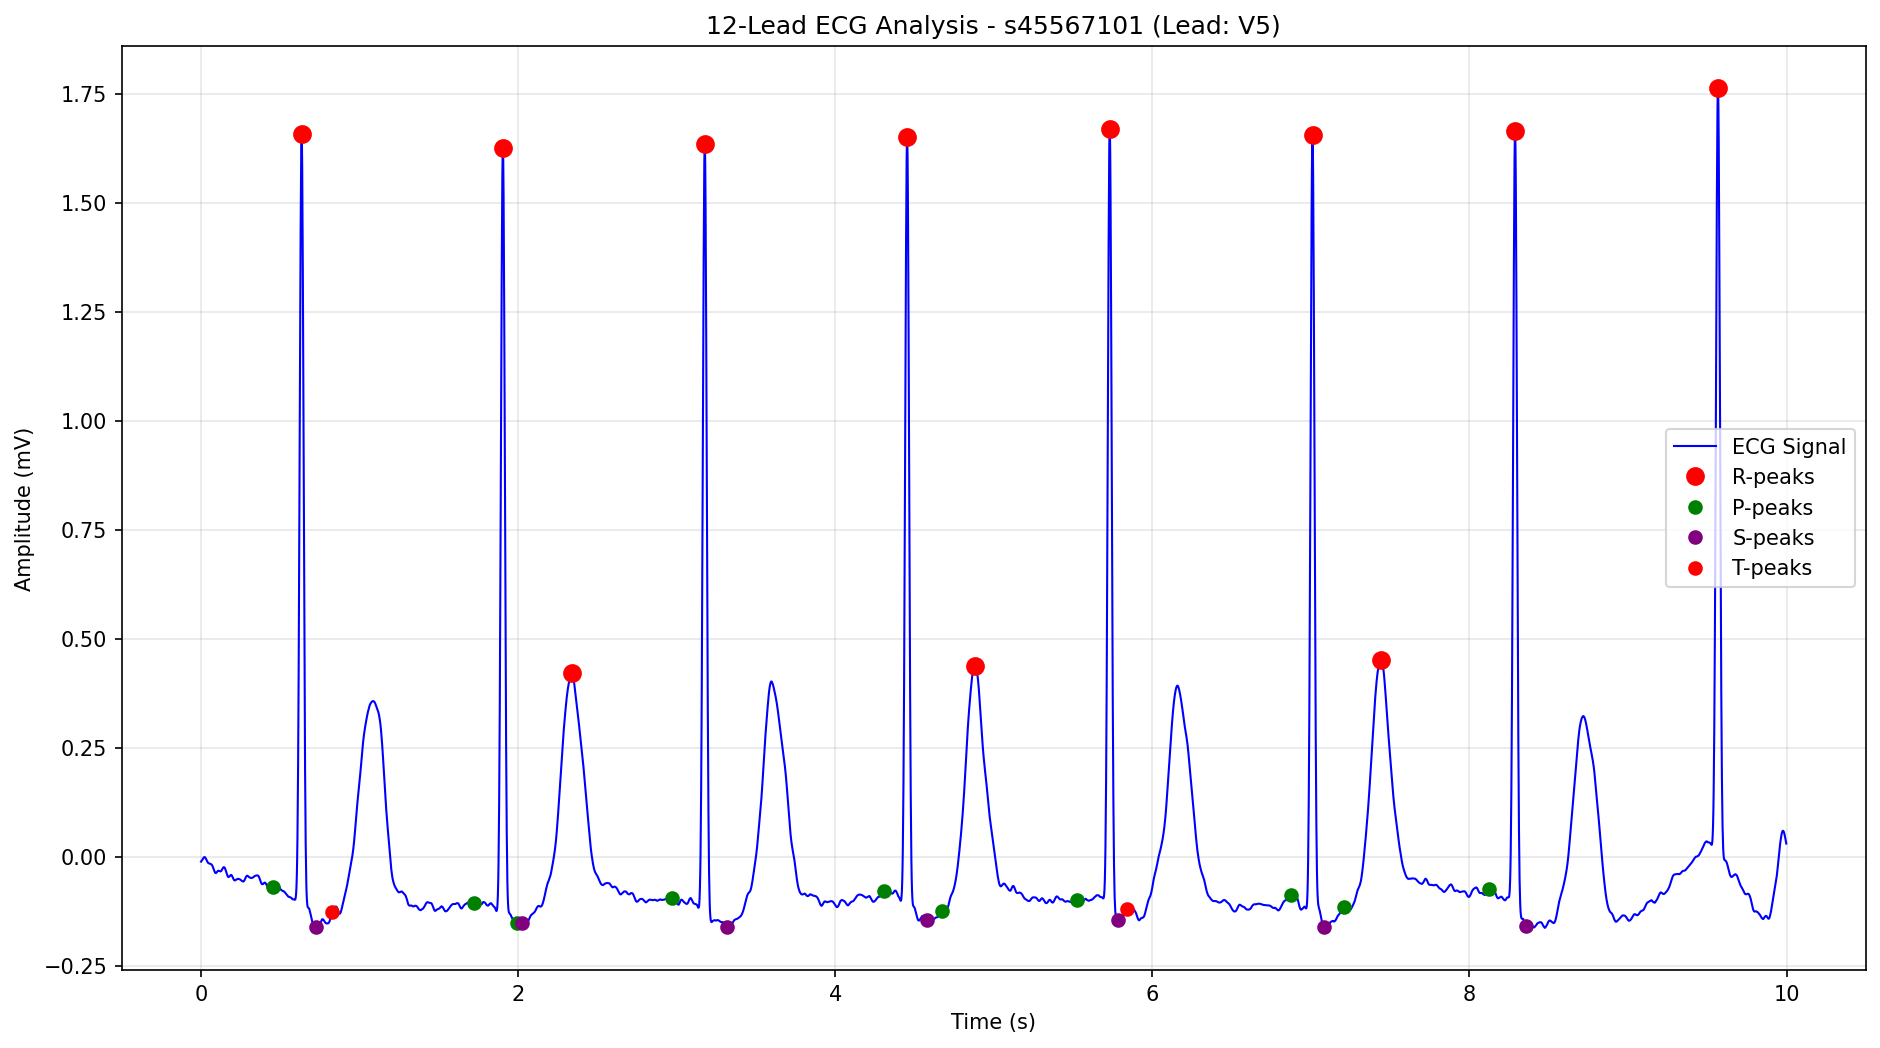 12-Lead ECG Analysis - s45567101 (Lead: V5)
Amplitude (mV)
1.75
1.50
1.25
1.00
0.75
0.50
0.25
0.00
−0.25
ECG Signal
R-peaks
P-peaks
S-peaks
T-peaks
0 2 4 6 8 10
Time (s)